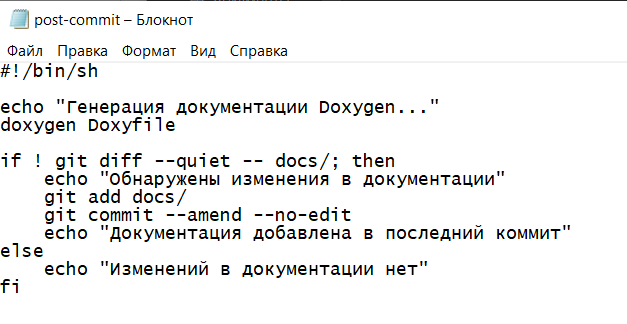 post-commit – Блокнот
Файл Правка Формат Вид Справка
#!/bin/sh
echo "Генерация документации Doxygen..."
doxygen Doxyfile
if ! git diff --quiet -- docs/; then
    echo "Обнаружены изменения в документации"
    git add docs/
    git commit --amend --no-edit
    echo "Документация добавлена в последний коммит"
else
    echo "Изменений в документации нет"
fi